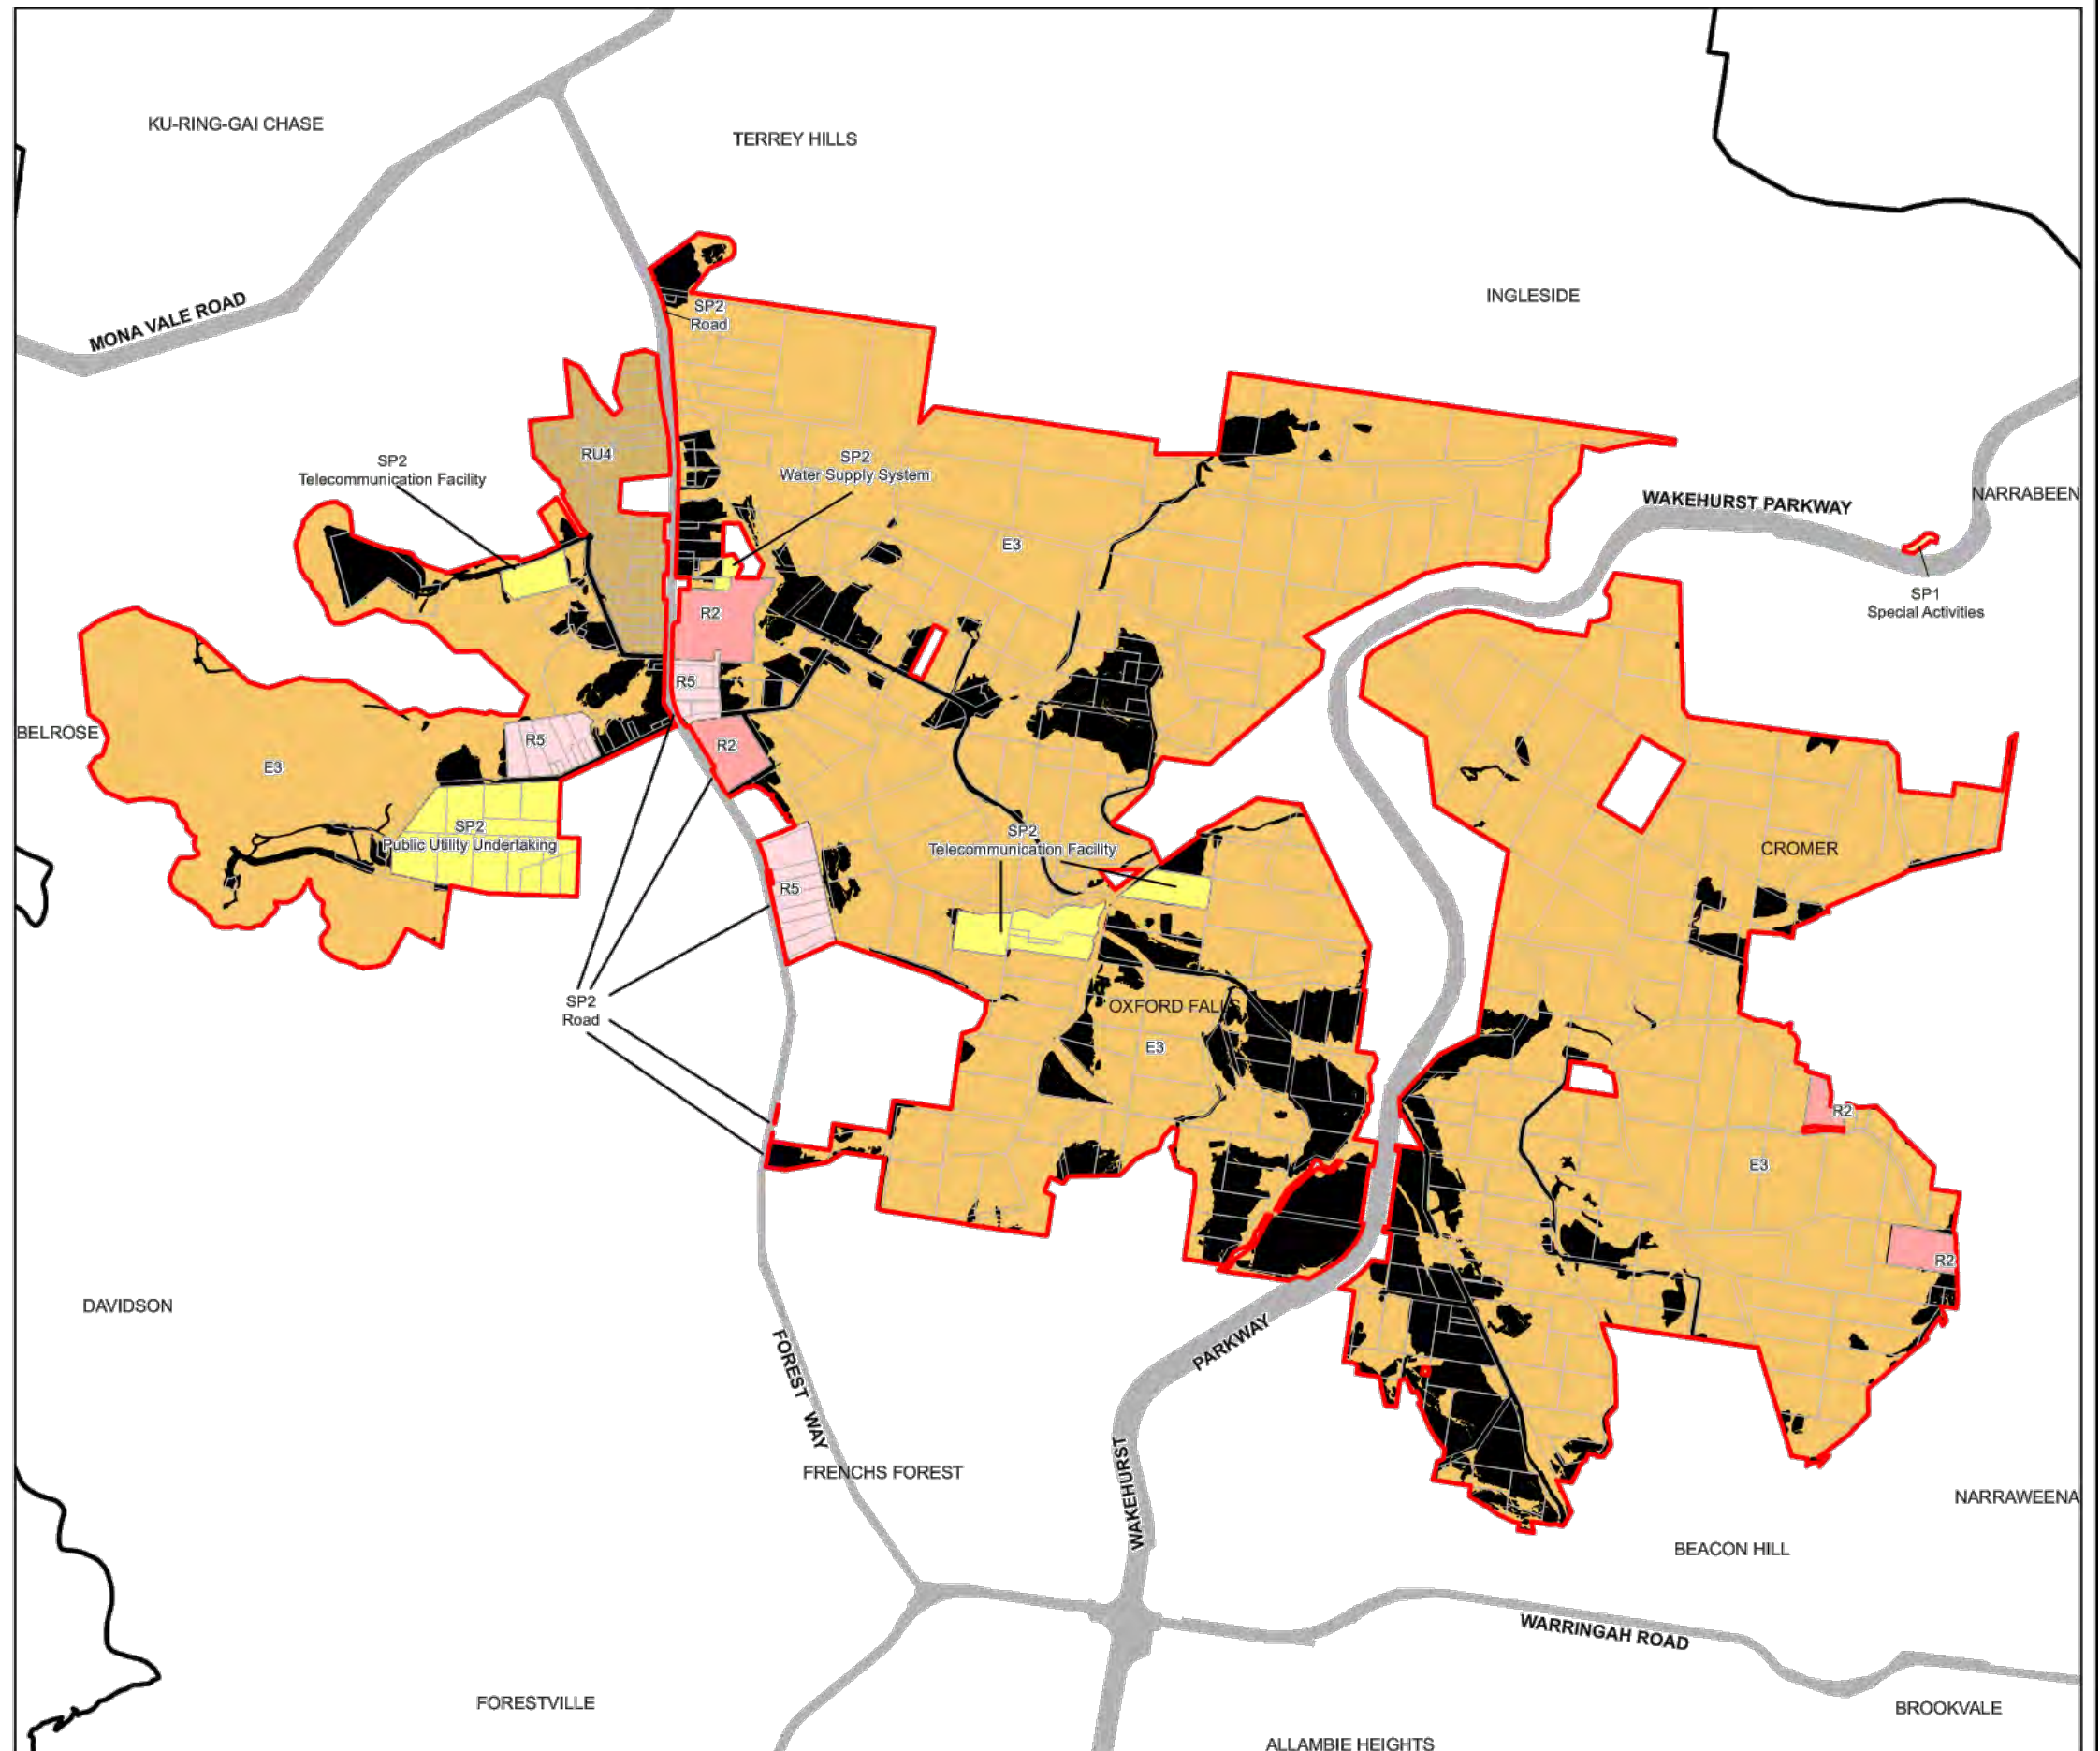 KU-RING-GAI CHASE
TERREY HILLS
INGLESIDE
MONA VALE ROAD
SP2
Road
RU4
SP2
Telecommunication Facility
SP2
Water Supply System
E3
WAKEHURST PARKWAY
NARRABEEN
SP1
Special Activities
R2
R5
R2
R5
BELROSE
E3
SP2
Public Utility Undertaking
SP2
Telecommunication Facility
R5
CROMER
SP2
Road
OXFORD FALLS
E3
R2
E3
R2
DAVIDSON
FOREST WAY
PARKWAY
WAKEHURST
FRENCHS FOREST
NARRAWEENA
BEACON HILL
WARRINGAH ROAD
FORESTVILLE
BROOKVALE
ALLAMBIE HEIGHTS